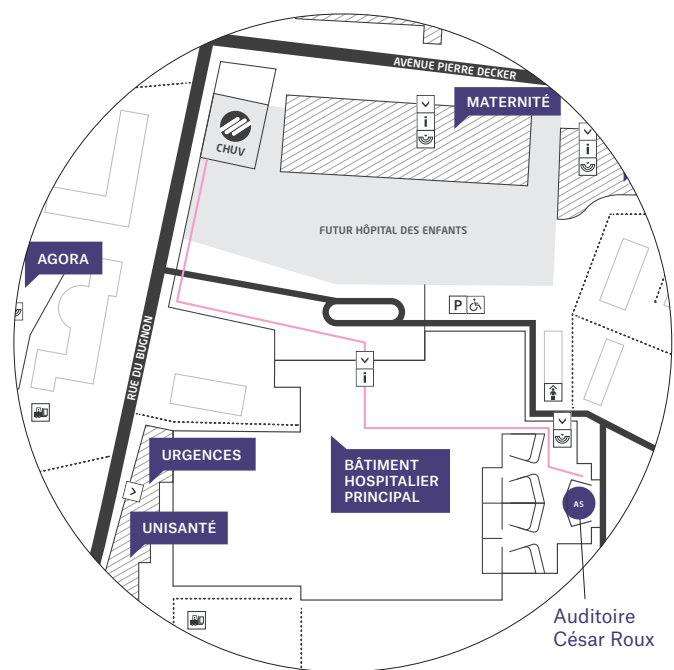 AVENUE PIERRE DECKER
MATERNITÉ
i
i
CHUV
FUTUR HÔPITAL DES ENFANTS
AGORA
P
RUE DU BUGNON
i
URGENCES
BÂTIMENT
HOSPITALIER
PRINCIPAL
UNISANTÉ
A5
Auditoire
César Roux